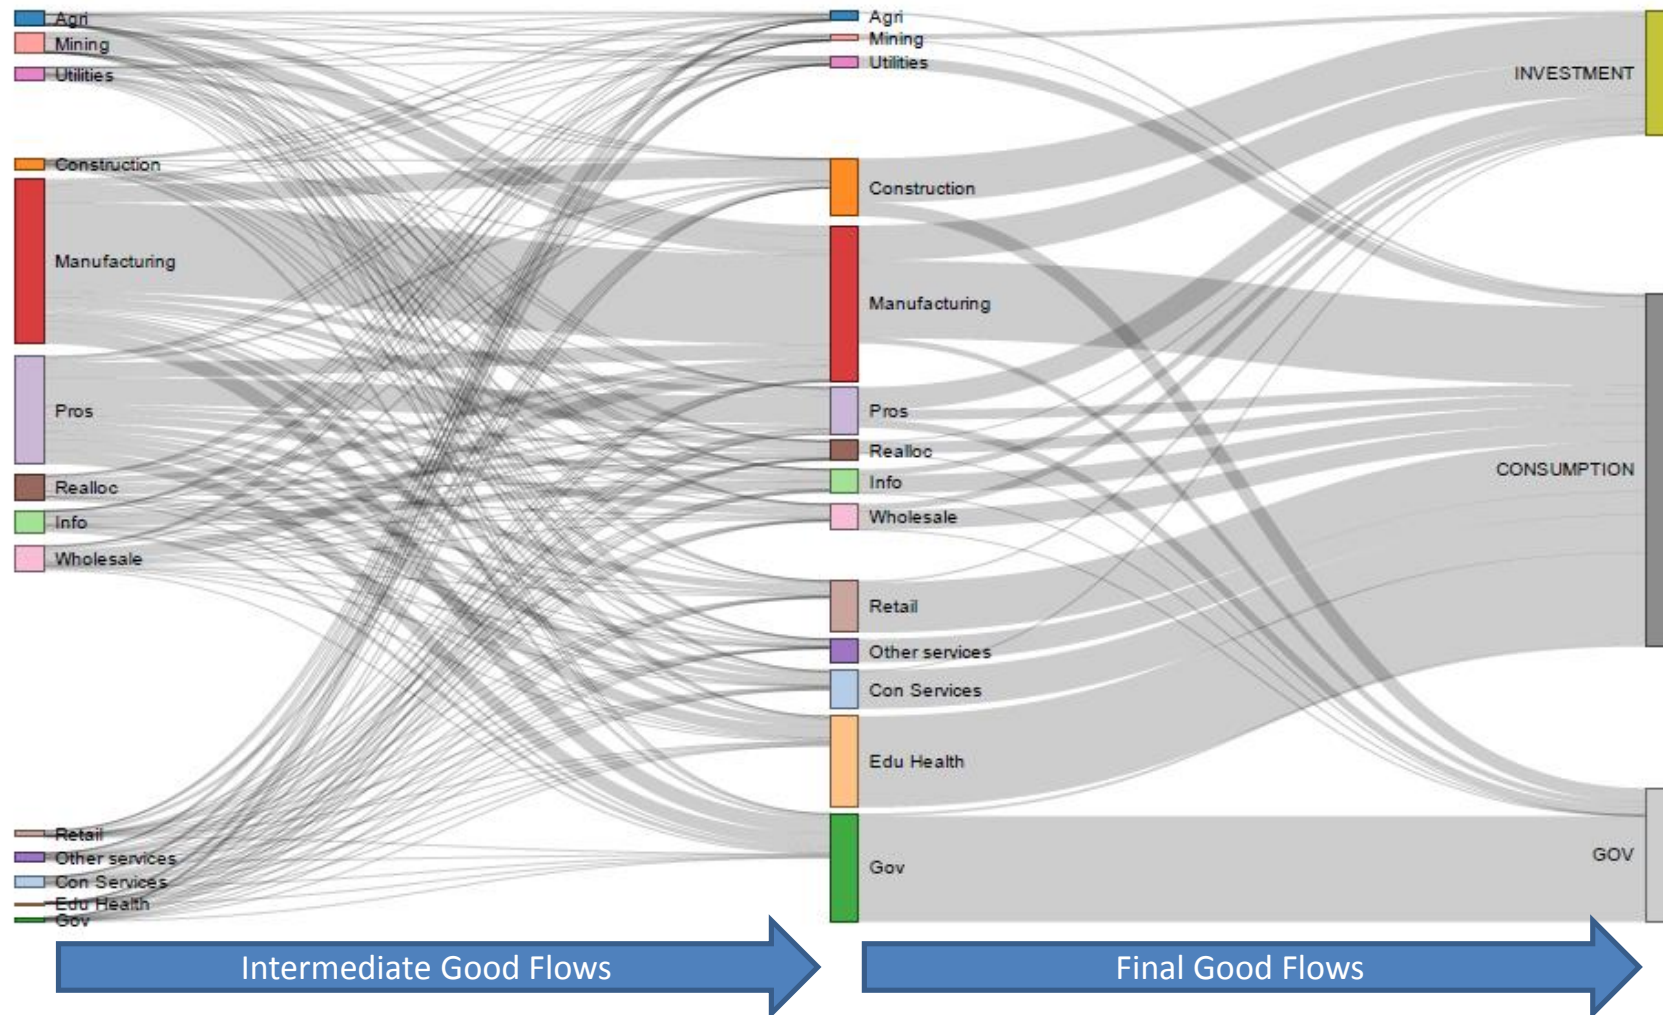 Agri
Mining
Utilities
Construction
Manufacturing
Pros
Realloc
Info
Wholesale
Retail
Other services
Con Services
Edu Health
Gov
Agri
Mining
Utilities
Construction
Manufacturing
Pros
Realloc
Info
Wholesale
Retail
Other services
Con Services
Edu Health
Gov
INVESTMENT
CONSUMPTION
GOV
Intermediate Good Flows
Final Good Flows